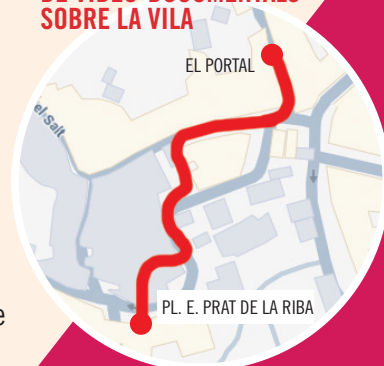 SOBRE LA VILA
EL PORTAL
el Salt
PL. E. PRAT DE LA RIBA
e